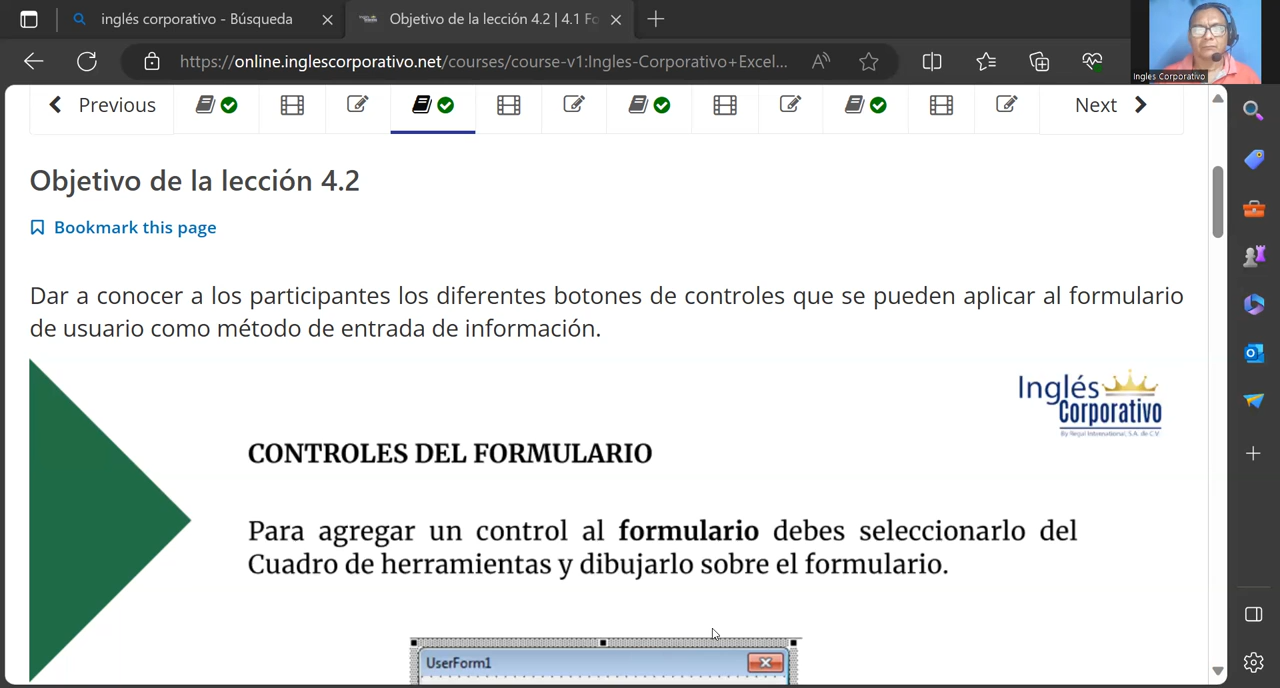 inglés corporativo - Búsqueda
Objetivo de la lección 4.2 | 4.1 Fo
https://online.inglescorporativo.net/courses/course-v1:Ingles-Corporativo+Excel...
Ingles Corporativo
Previous
Next
Objetivo de la lección 4.2
Bookmark this page
Dar a conocer a los participantes los diferentes botones de controles que se pueden aplicar al formulario
de usuario como método de entrada de información.
Inglés
Corporativo
By Regal International, S.A. de C.V.
CONTROLES DEL FORMULARIO
Para agregar un control al formulario debes seleccionarlo del
Cuadro de herramientas y dibujarlo sobre el formulario.
UserForm1